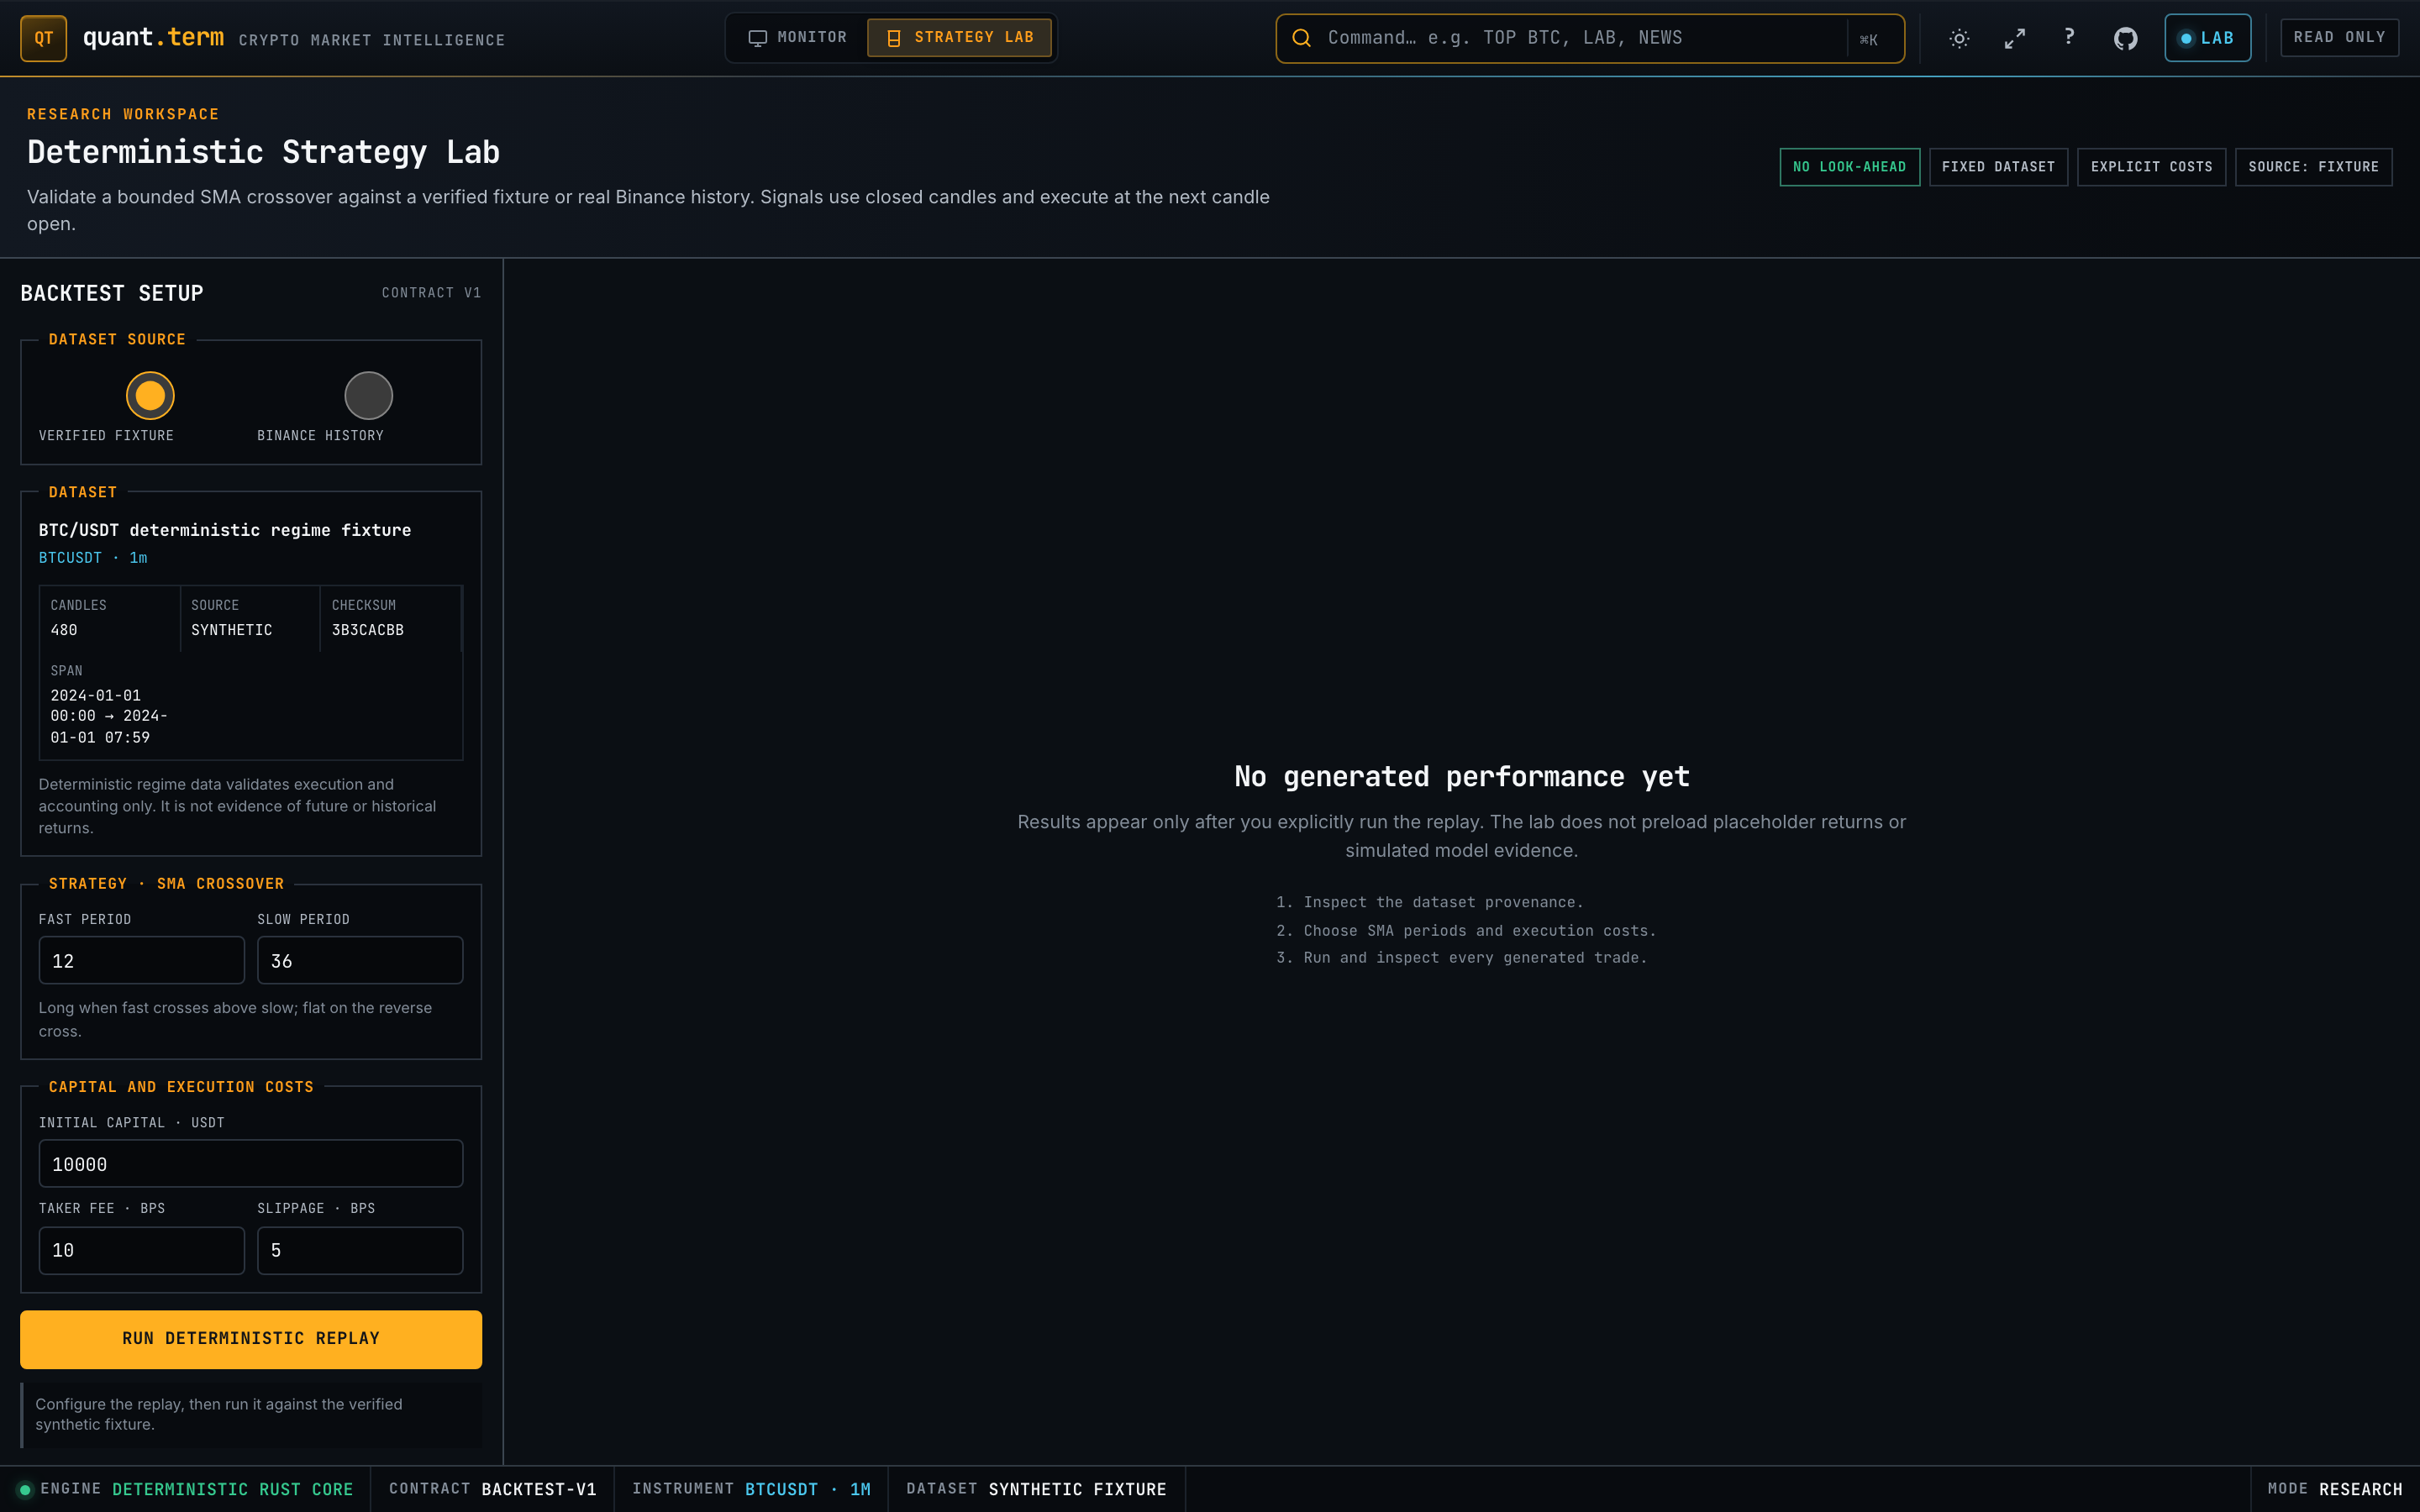 QT
quant.term CRYPTO MARKET INTELLIGENCE
MONITOR
STRATEGY LAB
Command… e.g. TOP BTC, LAB, NEWS
⌘K
?
LAB
READ ONLY
RESEARCH WORKSPACE
Deterministic Strategy Lab
Validate a bounded SMA crossover against a verified fixture or real Binance history. Signals use closed candles and execute at the next candle
open.
NO LOOK-AHEAD
FIXED DATASET
EXPLICIT COSTS
SOURCE: FIXTURE
BACKTEST SETUP
CONTRACT V1
DATASET SOURCE
VERIFIED FIXTURE
BINANCE HISTORY
DATASET
BTC/USDT deterministic regime fixture
BTCUSDT · 1m
CANDLES
480
SOURCE
SYNTHETIC
CHECKSUM
3B3CACBB
SPAN
2024-01-01
00:00 → 2024-
01-01 07:59
Deterministic regime data validates execution and
accounting only. It is not evidence of future or historical
returns.
STRATEGY · SMA CROSSOVER
FAST PERIOD
12
SLOW PERIOD
36
Long when fast crosses above slow; flat on the reverse
cross.
CAPITAL AND EXECUTION COSTS
INITIAL CAPITAL · USDT
10000
TAKER FEE · BPS
10
SLIPPAGE · BPS
5
RUN DETERMINISTIC REPLAY
Configure the replay, then run it against the verified
synthetic fixture.
No generated performance yet
Results appear only after you explicitly run the replay. The lab does not preload placeholder returns or
simulated model evidence.
1. Inspect the dataset provenance.
2. Choose SMA periods and execution costs.
3. Run and inspect every generated trade.
ENGINE DETERMINISTIC RUST CORE
CONTRACT BACKTEST-V1
INSTRUMENT BTCUSDT · 1M
DATASET SYNTHETIC FIXTURE
MODE RESEARCH